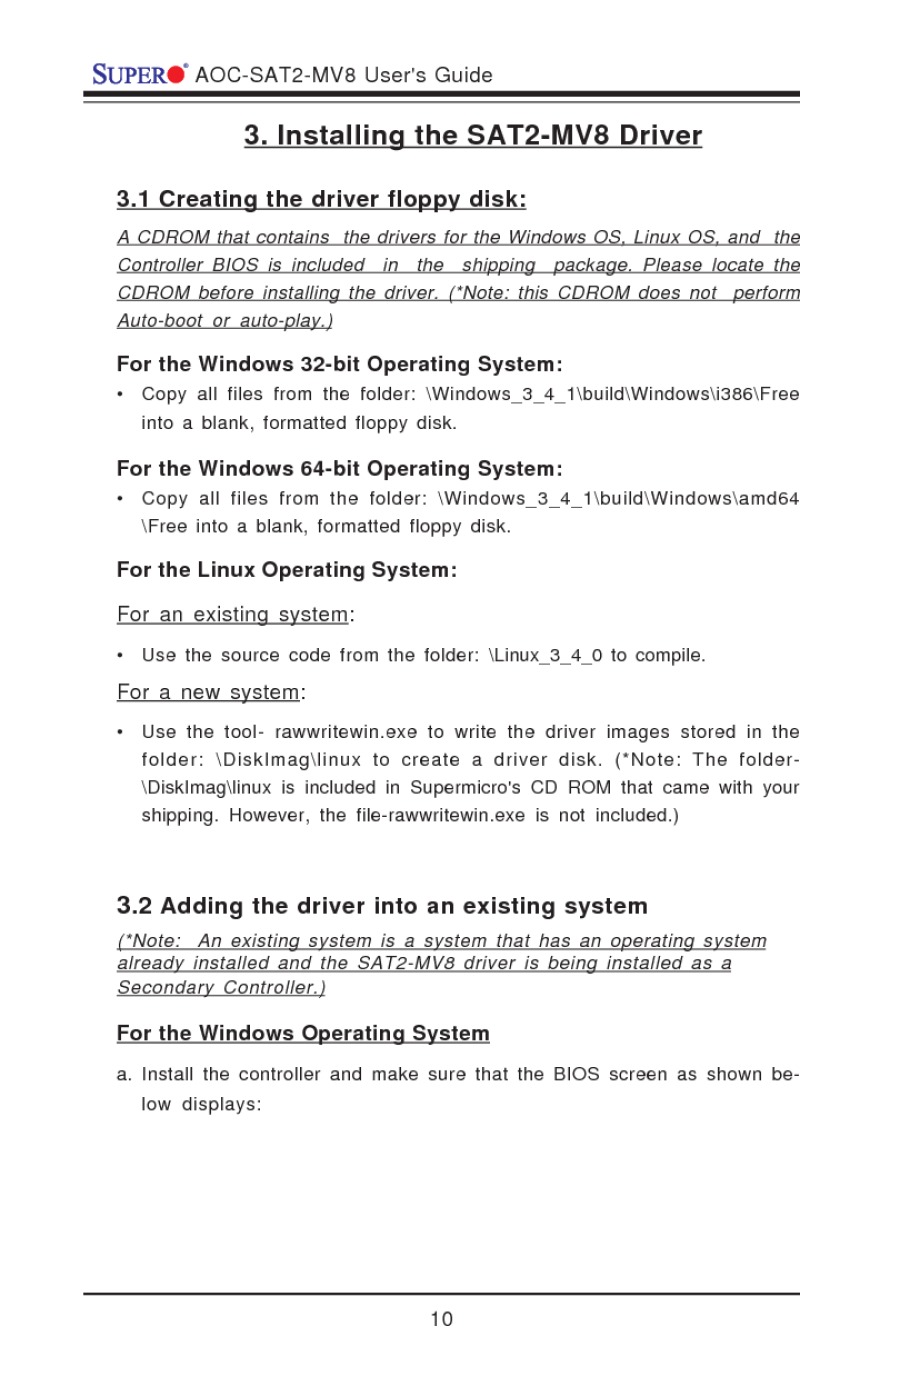 SUPER® AOC-SAT2-MV8 User's Guide
3. Installing the SAT2-MV8 Driver
3.1 Creating the driver floppy disk:
A CDROM that contains the drivers for the Windows OS, Linux OS, and the
Controller BIOS is included in the shipping package. Please locate the
CDROM before installing the driver. (*Note: this CDROM does not perform
Auto-boot or auto-play.)
For the Windows 32-bit Operating System:
• Copy all files from the folder: \Windows_3_4_1\build\Windows\i386\Free
into a blank, formatted floppy disk.
For the Windows 64-bit Operating System:
• Copy all files from the folder: \Windows_3_4_1\build\Windows\amd64
\Free into a blank, formatted floppy disk.
For the Linux Operating System:
For an existing system:
• Use the source code from the folder: \Linux_3_4_0 to compile.
For a new system:
• Use the tool- rawwritewin.exe to write the driver images stored in the
folder: \DiskImag\linux to create a driver disk. (*Note: The folder-
\DiskImag\linux is included in Supermicro's CD ROM that came with your
shipping. However, the file-rawwritewin.exe is not included.)
3.2 Adding the driver into an existing system
(*Note: An existing system is a system that has an operating system
already installed and the SAT2-MV8 driver is being installed as a
Secondary Controller.)
For the Windows Operating System
a. Install the controller and make sure that the BIOS screen as shown be-
low displays:
10